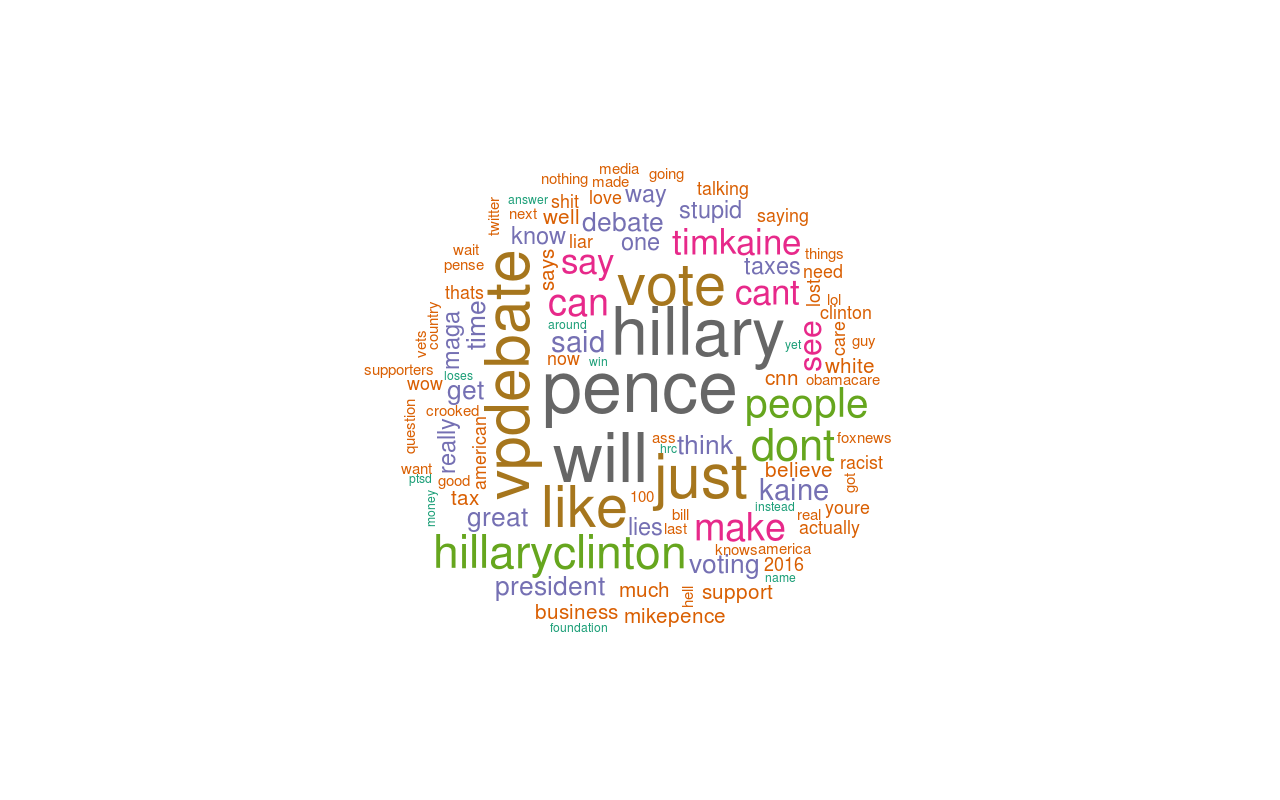 media
going
nothing
made
talking
answer
shit
love
way
twitter
next
well
debate
stupid
saying
know
liar
one
timkaine
things
wait
pense
says
say
taxes
need
vpdebate
vote
thats
can
cant
lost
lol
clinton
country
maga
time
around
said
hillary
see
care
guy
yet
vets
supporters
wow
loses
now
win
white
cnn
obamacare
get
pence
people
crooked
question
really
american
will
ass
hrc
think
dont
foxnews
want
ptsd
good
just
believe
racist
got
money
tax
like
100
kaine
instead
real
youre
great
lies
bill
last
make
actually
hillaryclinton
knows
america
voting
2016
name
president
much
hell
support
business
mikepence
foundation